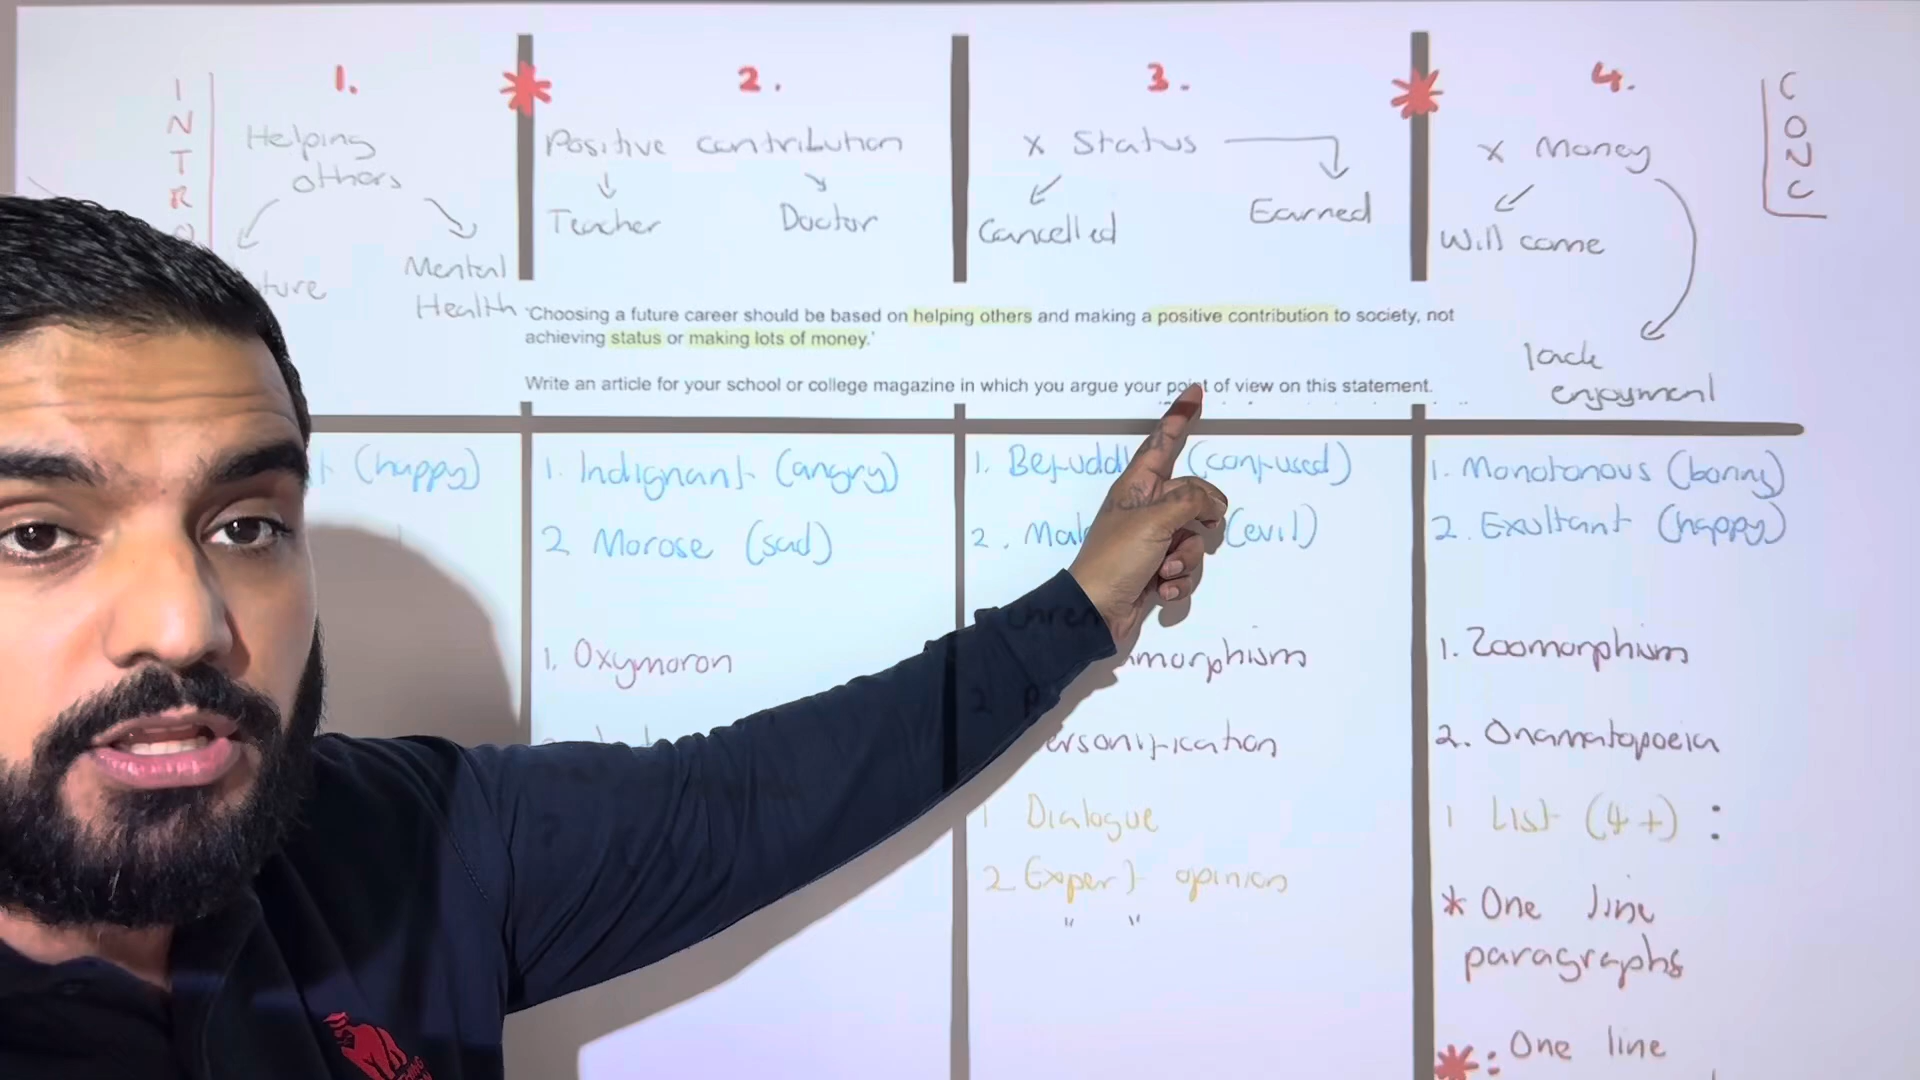 INTRO
1.
Helping
others
Mental
Health
2.
Positive contribution
Teacher
Doctor
3.
x Status
Cancelled
Earned
4.
x Money
Will come
lack
enjoyment
CONC
'Choosing a future career should be based on helping others and making a positive contribution to society, not
achieving status or making lots of money.'
Write an article for your school or college magazine in which you argue your point of view on this statement.
(happy)
1. Indignant (angry)
2 Morose (sad)
1. Oxymoron
1. (confused)
2. (evil)
1 Dialogue
2 Expert opinion
" "
1. Monotonous (boring)
2. Exultant (happy)
1. Zoomorphism
2. Onamatopoeia
1 List (4+) :
* One line
paragraphs
*: One line